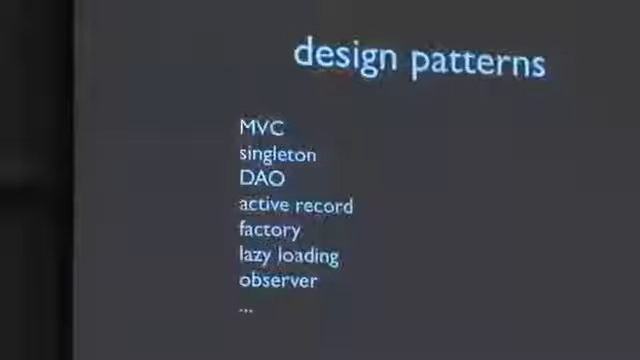 design patterns
MVC
singleton
DAO
active record
factory
lazy loading
observer
...